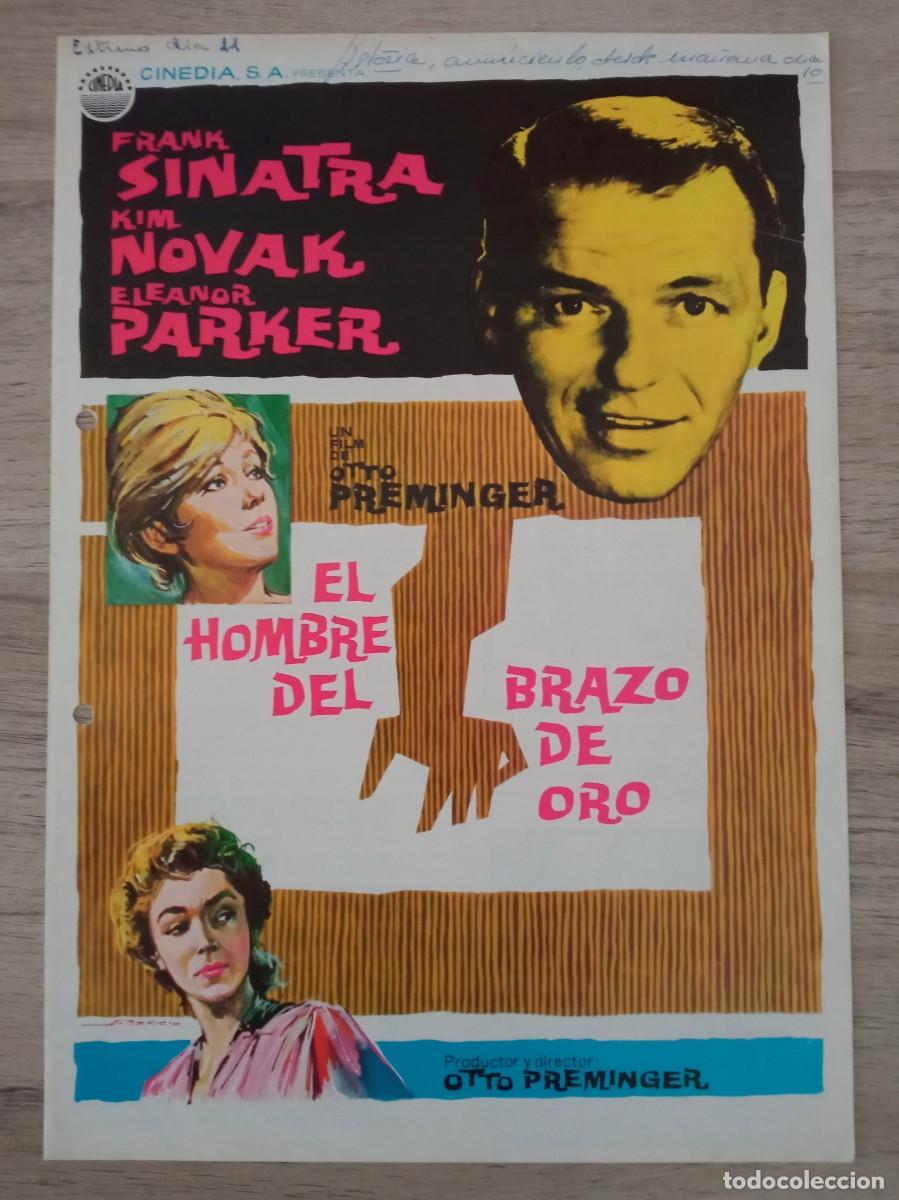 Estreno día 11
Astoria, anúncienlo, desde mañana día
10
CINEDIA
CINEDIA, S.A. PRESENTA
FRANK
SINATRA
KIM
NOVAK
ELEANOR
PARKER
UN
FILM
DE
OTTO
PREMINGER
EL
HOMBRE
DEL
BRAZO
DE
ORO
Productor y director:
OTTO PREMINGER
todocoleccion